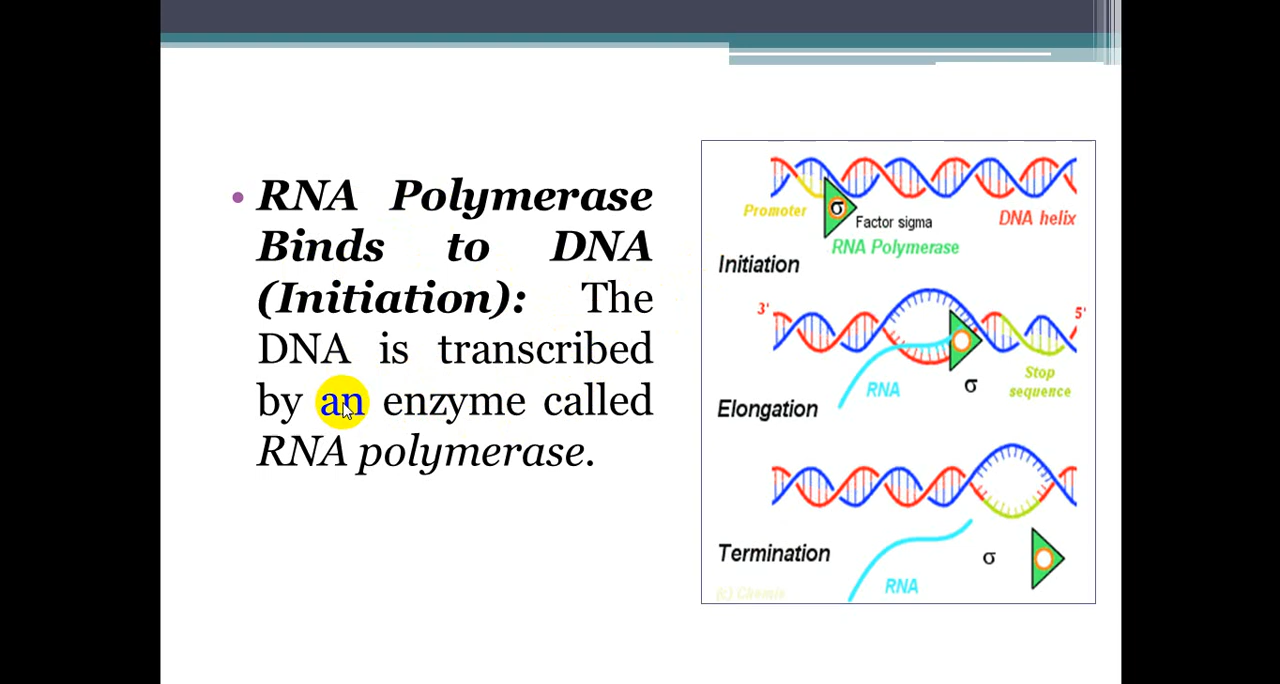 • RNA Polymerase
Binds to DNA
(Initiation): The
DNA is transcribed
by an enzyme called
RNA polymerase.
Promoter
σ
Factor sigma
DNA helix
RNA Polymerase
Initiation
3'
5'
RNA
σ
Stop
sequence
Elongation
Termination
σ
RNA
(c) Chemis